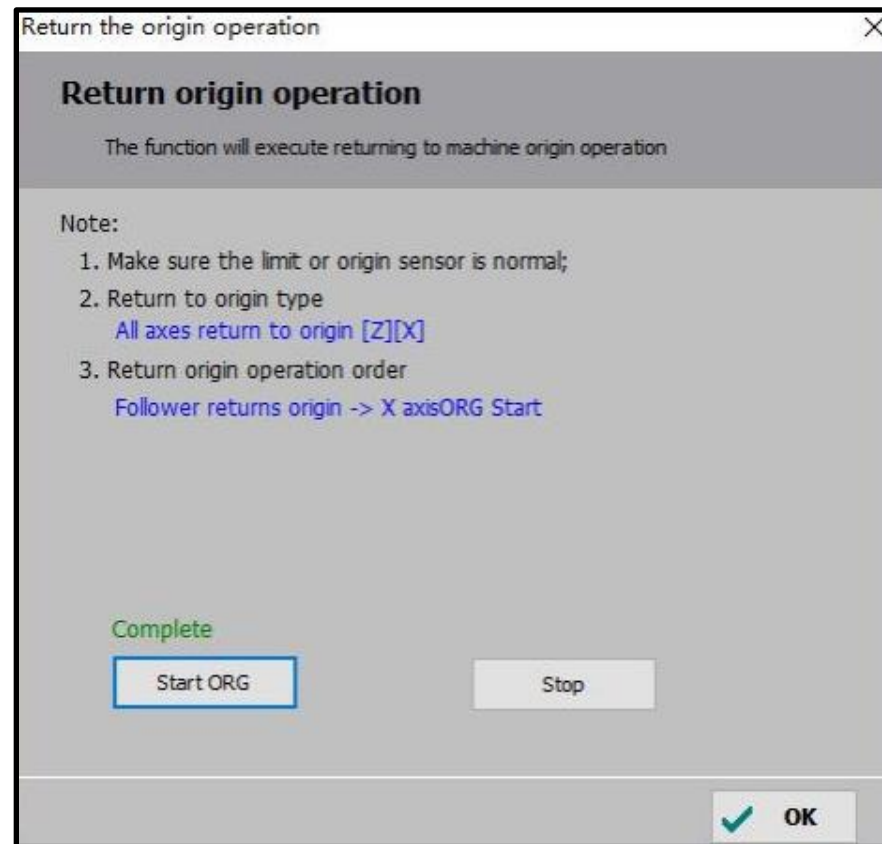 Return the origin operation
Return origin operation
The function will execute returning to machine origin operation
Note:
1. Make sure the limit or origin sensor is normal;
2. Return to origin type
All axes return to origin [Z][X]
3. Return origin operation order
Follower returns origin -> X axisORG Start
Complete
Start ORG
Stop
OK